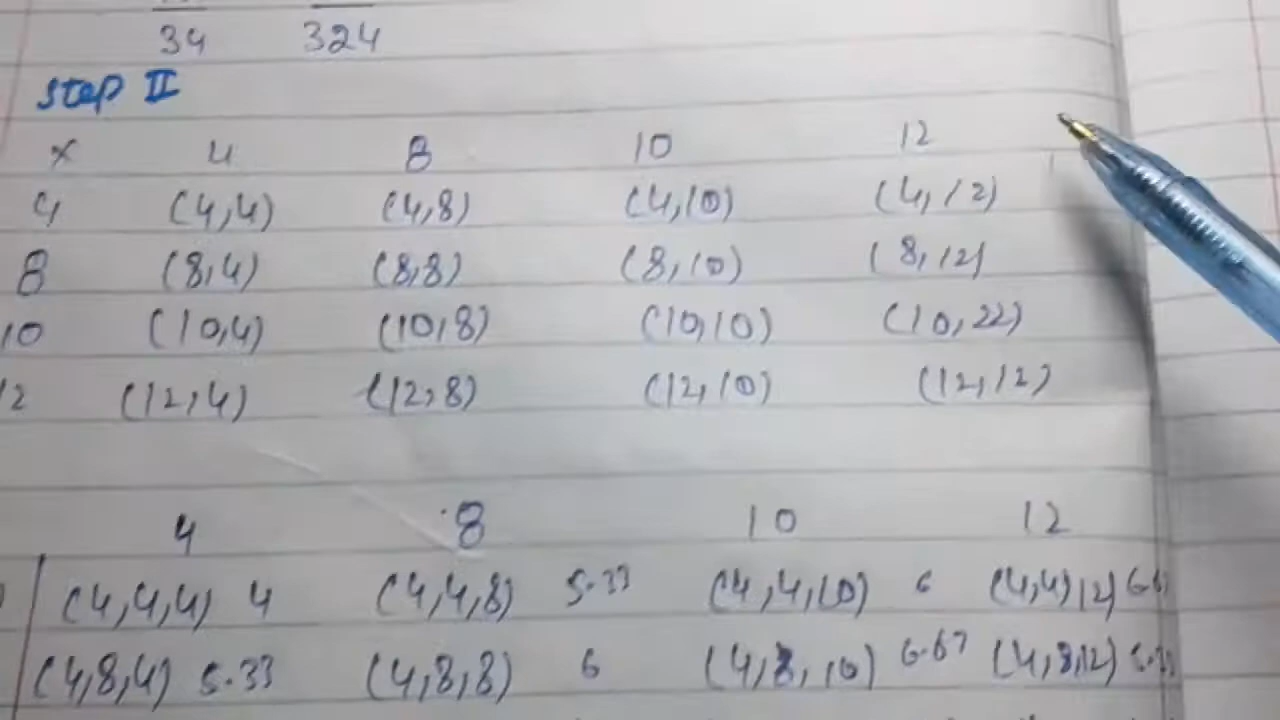 34 324
Step II
x 4 8 10 12
4 (4,4) (4,8) (4,10) (4,12)
8 (8,4) (8,8) (8,10) (8,12)
10 (10,4) (10,8) (10,10) (10,22)
12 (12,4) (12,8) (12,10) (12,12)
4 8 10 12
(4,4,4) 4 (4,4,8) 5.33 (4,4,10) 6 (4,4,12)
(4,8,4) 5.33 (4,8,8) 6 (4,8,10) 6.67 (4,8,12)